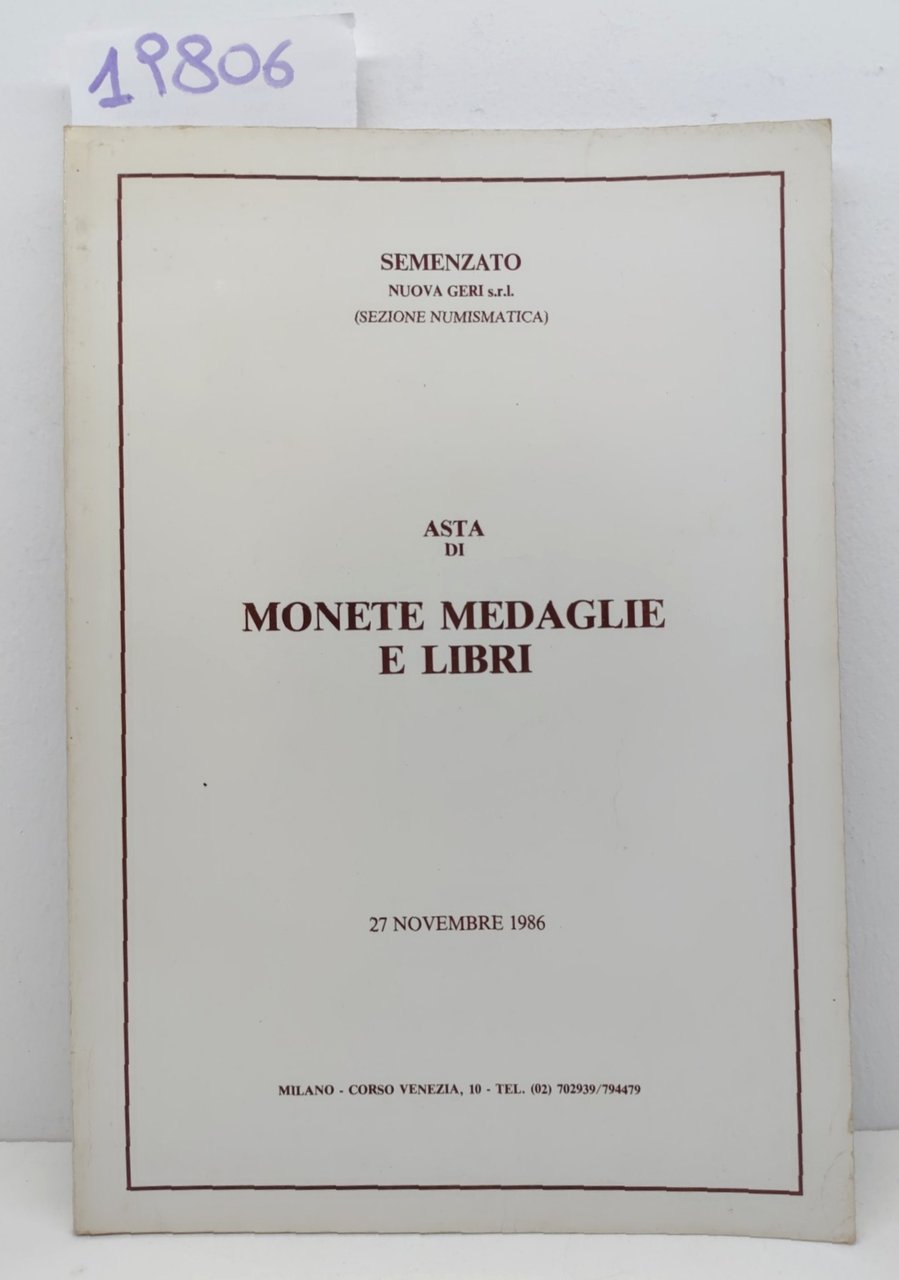 19806
SEMENZATO
NUOVA GERI s.r.l.
(SEZIONE NUMISMATICA)
ASTA
DI
MONETE MEDAGLIE
E LIBRI
27 NOVEMBRE 1986
MILANO - CORSO VENEZIA, 10 - TEL. (02) 702939/794479